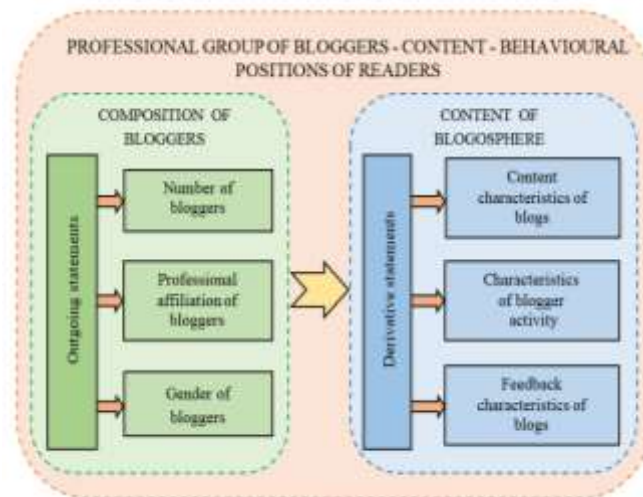 PROFESSIONAL GROUP OF BLOGGERS - CONTENT - BEHAVIOURAL
POSITIONS OF READERS
COMPOSITION OF
BLOGGERS
Outgoing statements
Number of
bloggers
Professional
affiliation of
bloggers
Gender of
bloggers
CONTENT OF
BLOGOSPHERE
Derivative statements
Content
characteristics of
blogs
Characteristics
of blogger
activity
Feedback
characteristics of
blogs